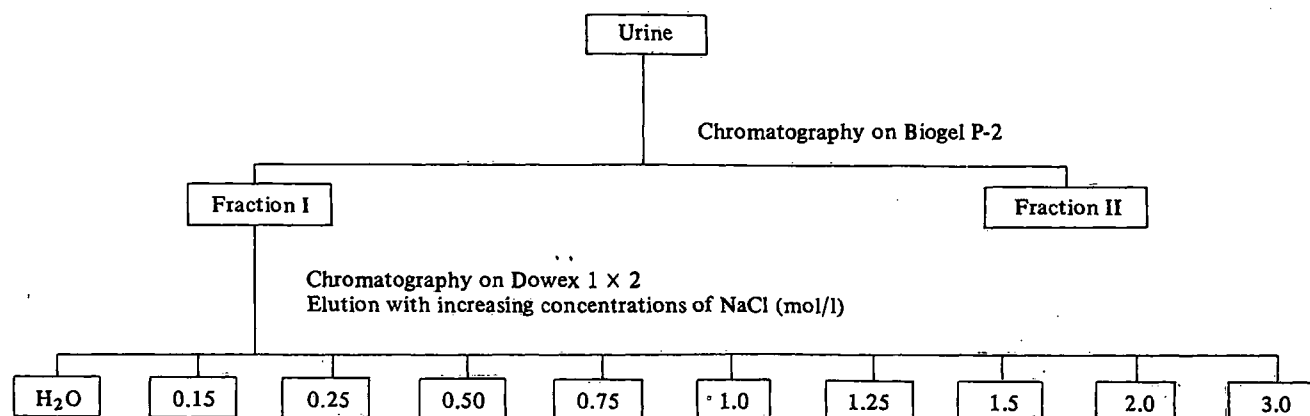 Urine
Chromatography on Biogel P-2
Fraction I
Fraction II
Chromatography on Dowex 1 × 2
Elution with increasing concentrations of NaCl (mol/l)
H₂O 0.15 0.25 0.50 0.75 1.0 1.25 1.5 2.0 3.0